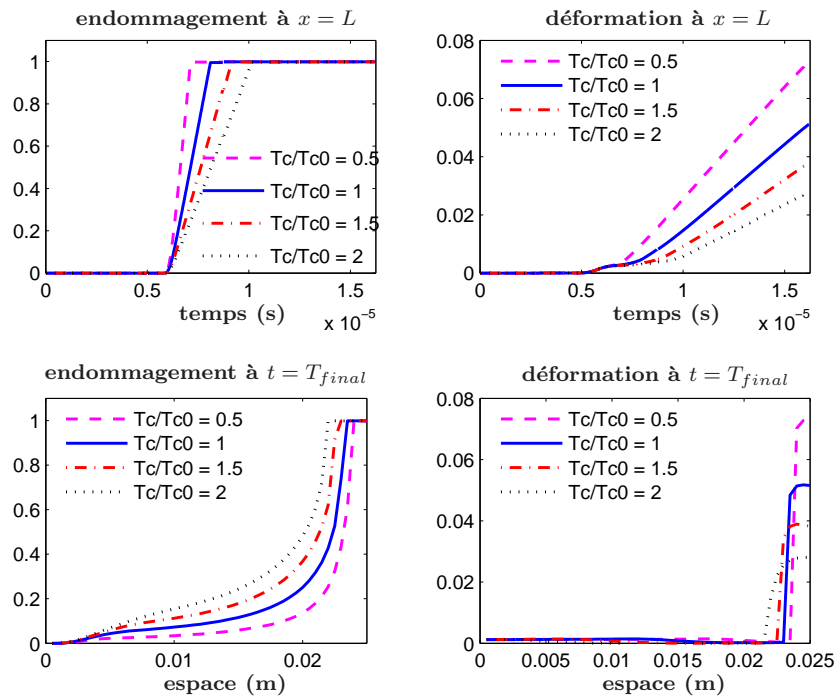 endommagement à x = L
1
0.8
0.6
0.4
0.2
0
Tc/Tc0 = 0.5
Tc/Tc0 = 1
Tc/Tc0 = 1.5
Tc/Tc0 = 2
0 0.5 1 1.5
x 10⁻⁵
temps (s)
déformation à x = L
0.08
0.06
0.04
0.02
0
Tc/Tc0 = 0.5
Tc/Tc0 = 1
Tc/Tc0 = 1.5
Tc/Tc0 = 2
0 0.5 1 1.5
x 10⁻⁵
temps (s)
endommagement à t = T_final
1
0.8
0.6
0.4
0.2
0
Tc/Tc0 = 0.5
Tc/Tc0 = 1
Tc/Tc0 = 1.5
Tc/Tc0 = 2
0.01 0.02
espace (m)
déformation à t = T_final
0.08
0.06
0.04
0.02
0
Tc/Tc0 = 0.5
Tc/Tc0 = 1
Tc/Tc0 = 1.5
Tc/Tc0 = 2
0 0.005 0.01 0.015 0.02 0.025
espace (m)